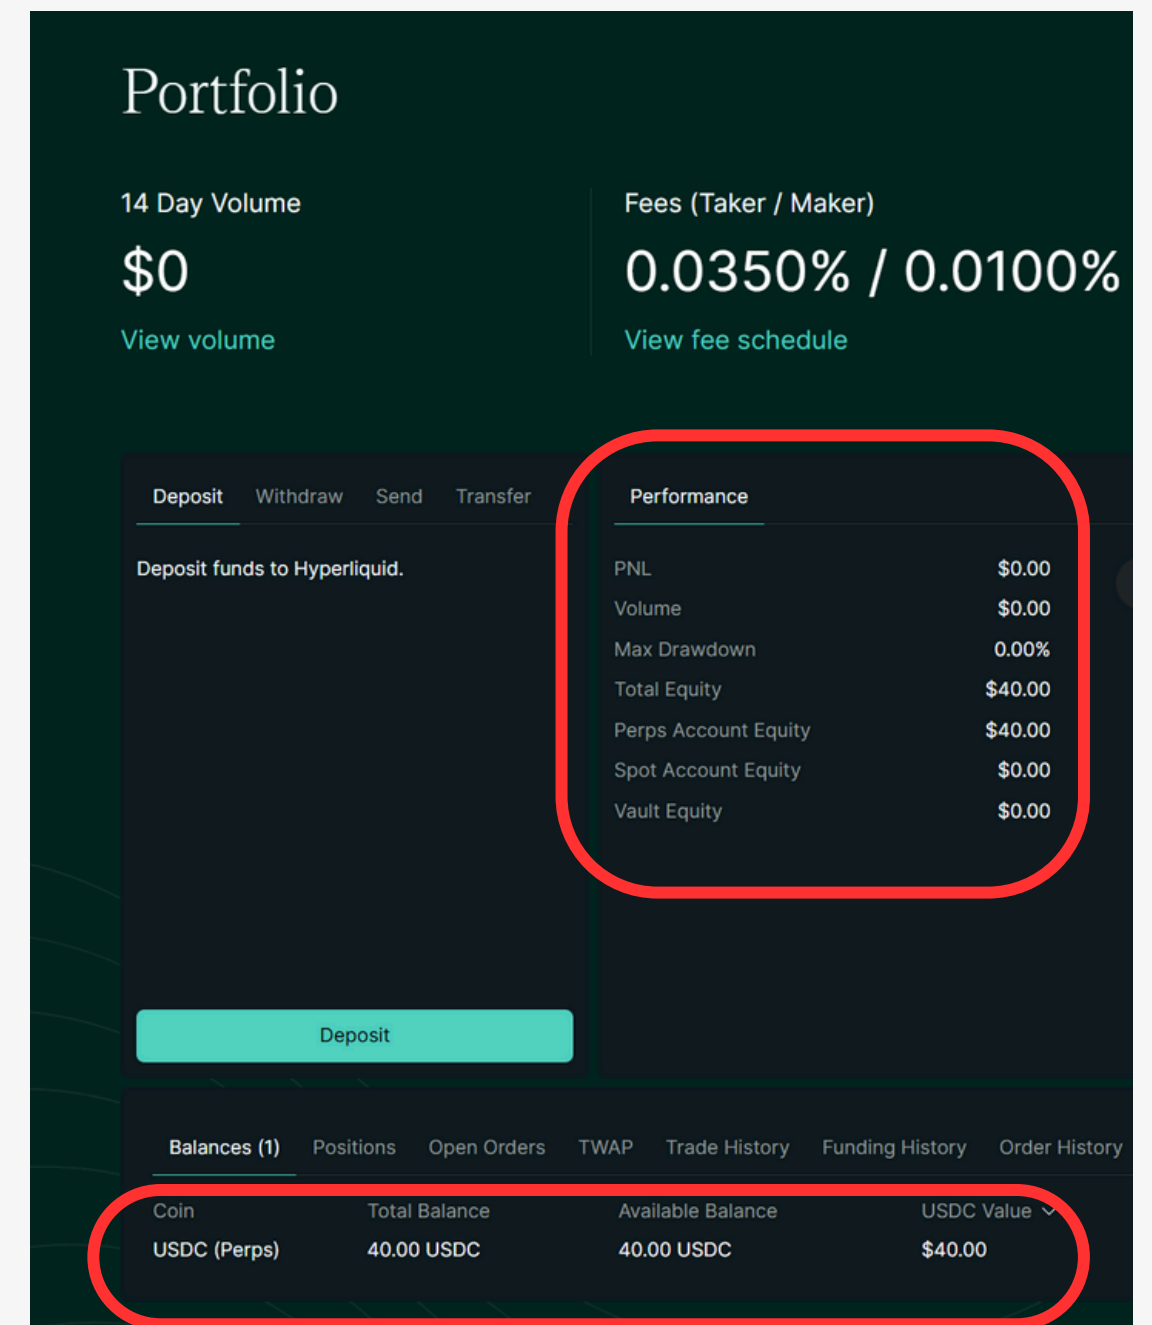 Portfolio
14 Day Volume
$0
View volume
Fees (Taker / Maker)
0.0350% / 0.0100%
View fee schedule
Deposit Withdraw Send Transfer
Deposit funds to Hyperliquid.
Deposit
Performance
PNL $0.00
Volume $0.00
Max Drawdown 0.00%
Total Equity $40.00
Perps Account Equity $40.00
Spot Account Equity $0.00
Vault Equity $0.00
Balances (1) Positions Open Orders TWAP Trade History Funding History Order History
Coin Total Balance Available Balance USDC Value
USDC (Perps) 40.00 USDC 40.00 USDC $40.00